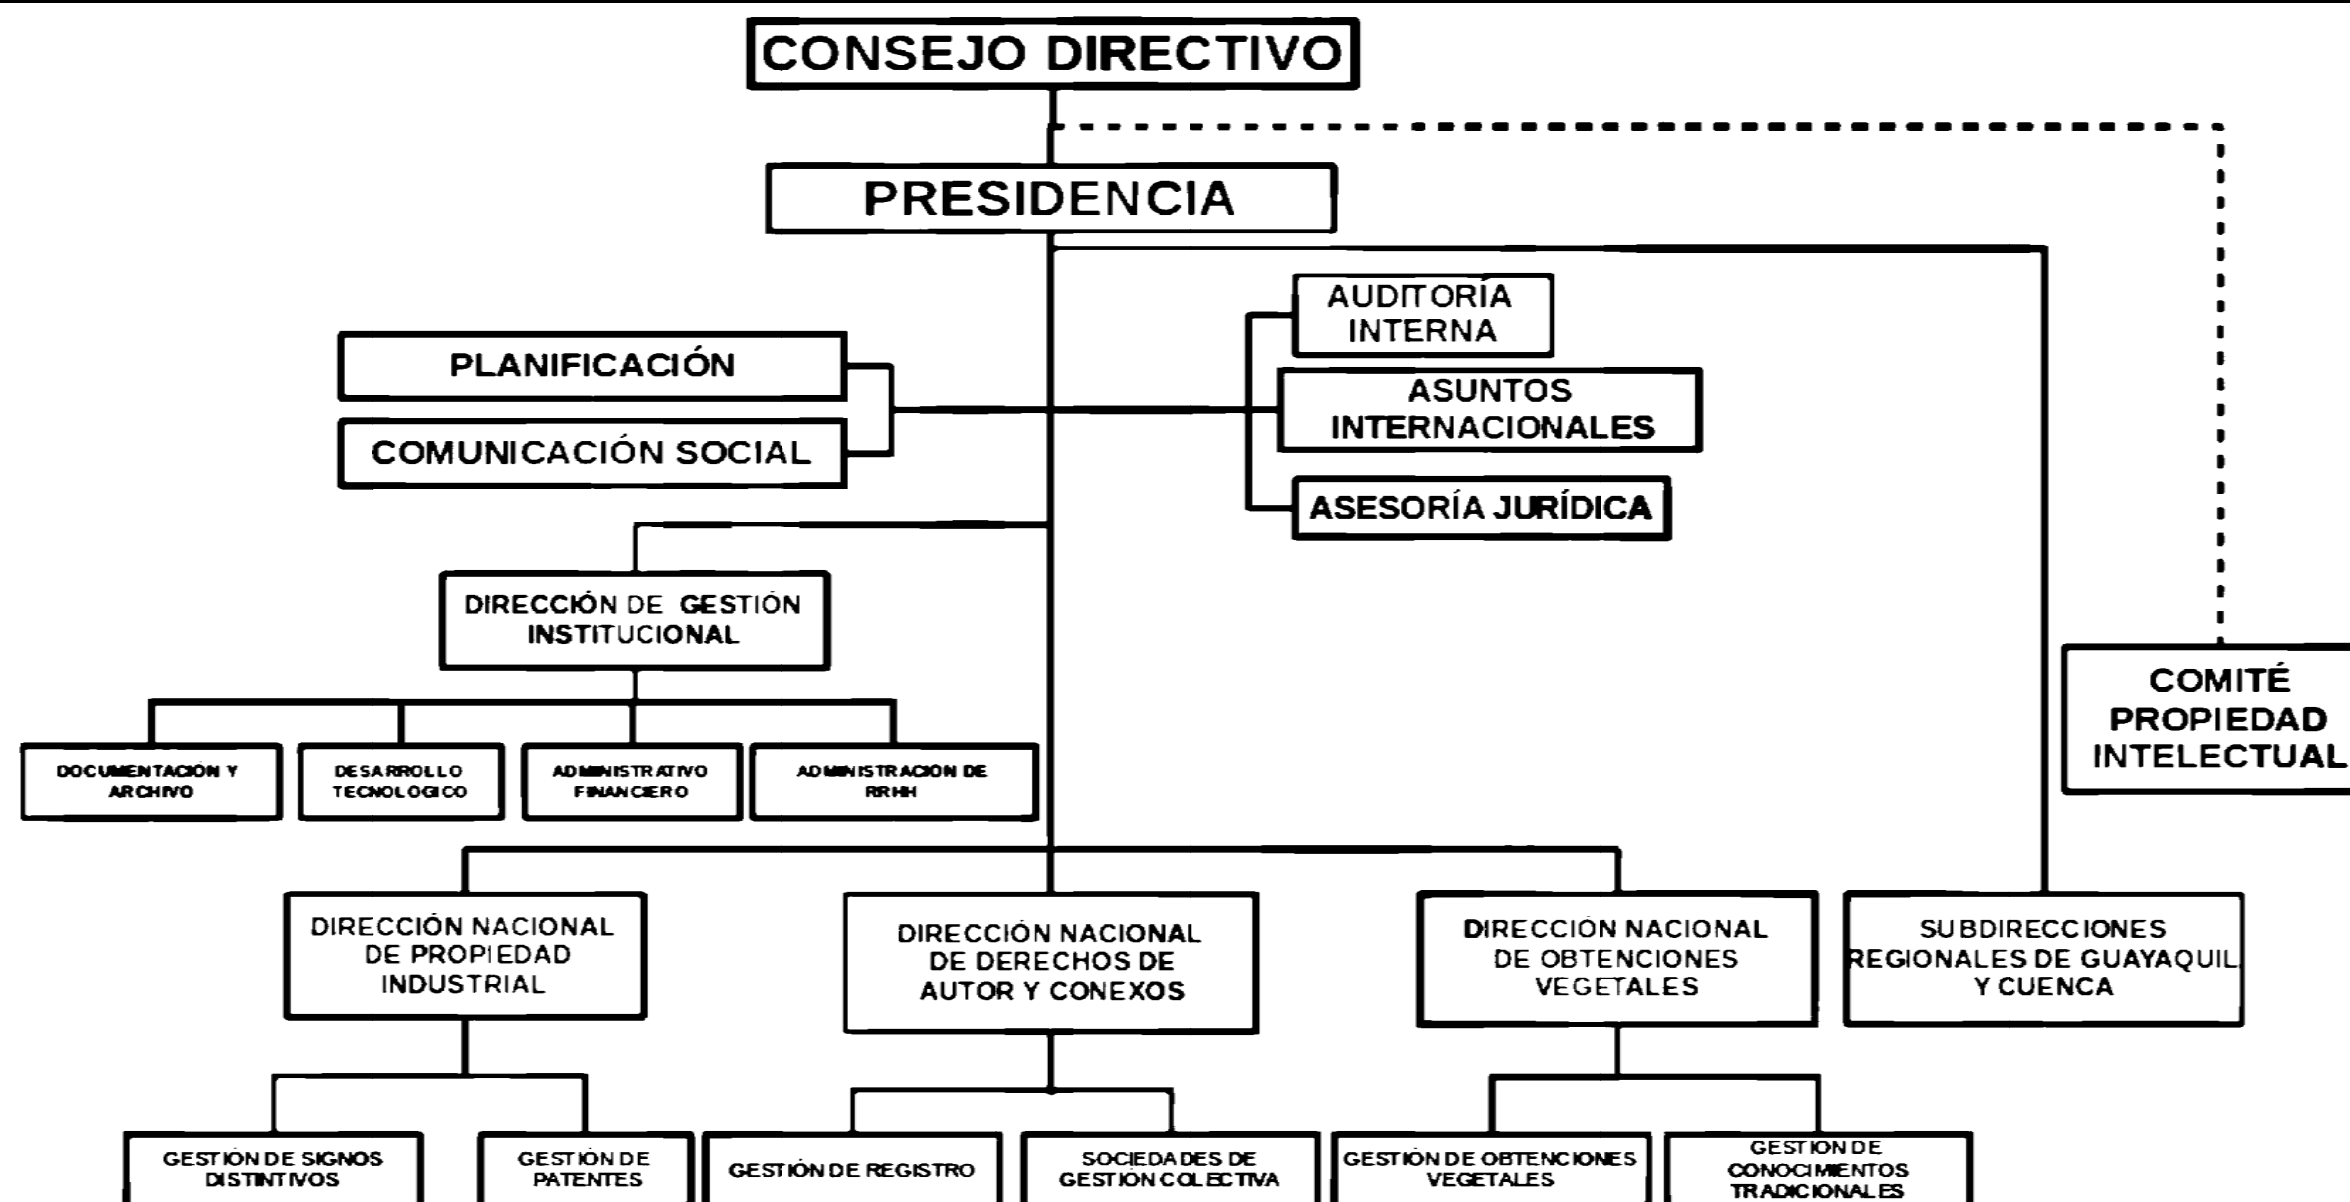 CONSEJO DIRECTIVO
PRESIDENCIA
AUDITORÍA
INTERNA
PLANIFICACIÓN
ASUNTOS
INTERNACIONALES
COMUNICACIÓN SOCIAL
ASESORÍA JURÍDICA
DIRECCIÓN DE GESTIÓN
INSTITUCIONAL
COMITÉ
PROPIEDAD
INTELECTUAL
DOCUMENTACIÓN Y
ARCHIVO
DESARROLLO
TECNOLOGICO
ADMINISTRATIVO
FINANCIERO
ADMINISTRACIÓN DE
RRHH
DIRECCIÓN NACIONAL
DE PROPIEDAD
INDUSTRIAL
DIRECCIÓN NACIONAL
DE DERECHOS DE
AUTOR Y CONEXOS
DIRECCIÓN NACIONAL
DE OBTENCIONES
VEGETALES
SUBDIRECCIONES
REGIONALES DE GUAYAQUIL
Y CUENCA
GESTIÓN DE SIGNOS
DISTINTIVOS
GESTIÓN DE
PATENTES
GESTIÓN DE REGISTRO
SOCIEDADES DE
GESTIÓN COLECTIVA
GESTIÓN DE OBTENCIONES
VEGETALES
GESTIÓN DE
CONOCIMIENTOS
TRADICIONALES